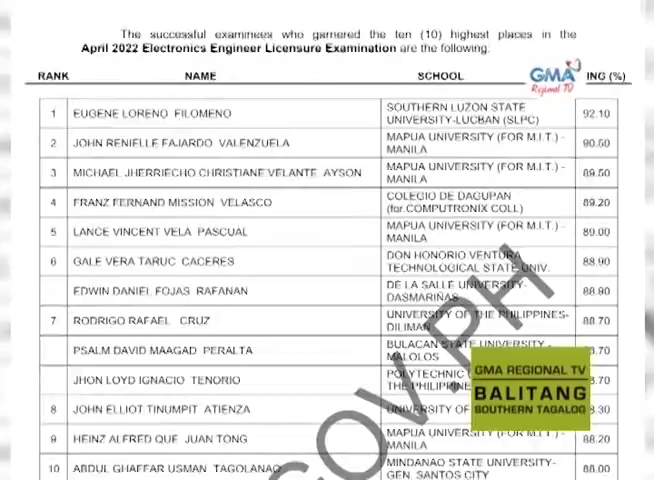 The successful examinees who garnered the ten (10) highest places in the
April 2022 Electronics Engineer Licensure Examination are the following:
RANK NAME SCHOOL ING (%)
GMA
Regional TV
1 EUGENE LORENO FILOMENO SOUTHERN LUZON STATE UNIVERSITY-LUCBAN (SLPC) 92.10
2 JOHN RENIELLE FAJARDO VALENZUELA MAPUA UNIVERSITY (FOR M.I.T.) - MANILA 90.50
3 MICHAEL JHERRIECHO CHRISTIANE VELANTE AYSON MAPUA UNIVERSITY (FOR M.I.T.) - MANILA 89.50
4 FRANZ FERNAND MISSION VELASCO COLEGIO DE DAGUPAN (for.COMPUTRONIX COLL) 89.20
5 LANCE VINCENT VELA PASCUAL MAPUA UNIVERSITY (FOR M.I.T.) - MANILA 89.00
6 GALE VERA TARUC CACERES DON HONORIO VENTURA TECHNOLOGICAL STATE UNIV. 88.90
EDWIN DANIEL FOJAS RAFANAN DE LA SALLE UNIVERSITY-DASMARIÑAS 88.90
7 RODRIGO RAFAEL CRUZ UNIVERSITY OF THE PHILIPPINES-DILIMAN 88.70
PSALM DAVID MAAGAD PERALTA BULACAN STATE UNIVERSITY - MALOLOS .70
JHON LOYD IGNACIO TENORIO POLYTECHNIC THE PHILIPPINE 3.70
8 JOHN ELLIOT TINUMPIT ATIENZA UNIVERSITY OF 3.30
9 HEINZ ALFRED QUE JUAN TONG MAPUA UNIVERSITY (FOR M.I.T.) - MANILA 88.20
10 ABDUL GHAFFAR USMAN TAGOLANAO MINDANAO STATE UNIVERSITY-GEN. SANTOS CITY 88.00
GOV.PH
GMA REGIONAL TV
BALITANG
SOUTHERN TAGALOG